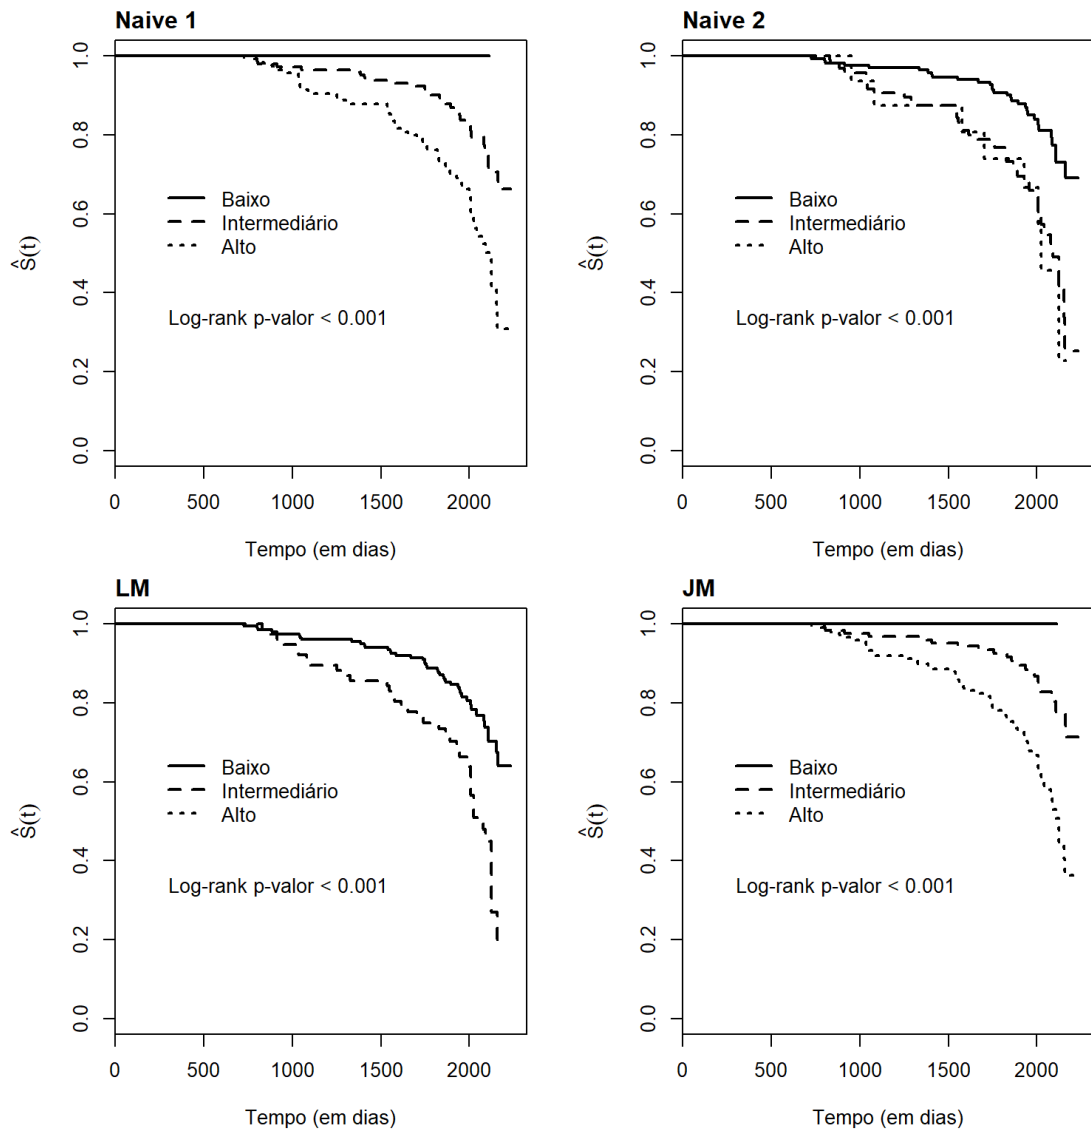 Naive 1
Ŝ(t)
1.0
0.8
0.6
0.4
0.2
0.0
Baixo
Intermediário
Alto
Log-rank p-valor < 0.001
0 500 1000 1500 2000
Tempo (em dias)
Naive 2
Ŝ(t)
1.0
0.8
0.6
0.4
0.2
0.0
Baixo
Intermediário
Alto
Log-rank p-valor < 0.001
0 500 1000 1500 2000
Tempo (em dias)
LM
Ŝ(t)
1.0
0.8
0.6
0.4
0.2
0.0
Baixo
Intermediário
Alto
Log-rank p-valor < 0.001
0 500 1000 1500 2000
Tempo (em dias)
JM
Ŝ(t)
1.0
0.8
0.6
0.4
0.2
0.0
Baixo
Intermediário
Alto
Log-rank p-valor < 0.001
0 500 1000 1500 2000
Tempo (em dias)